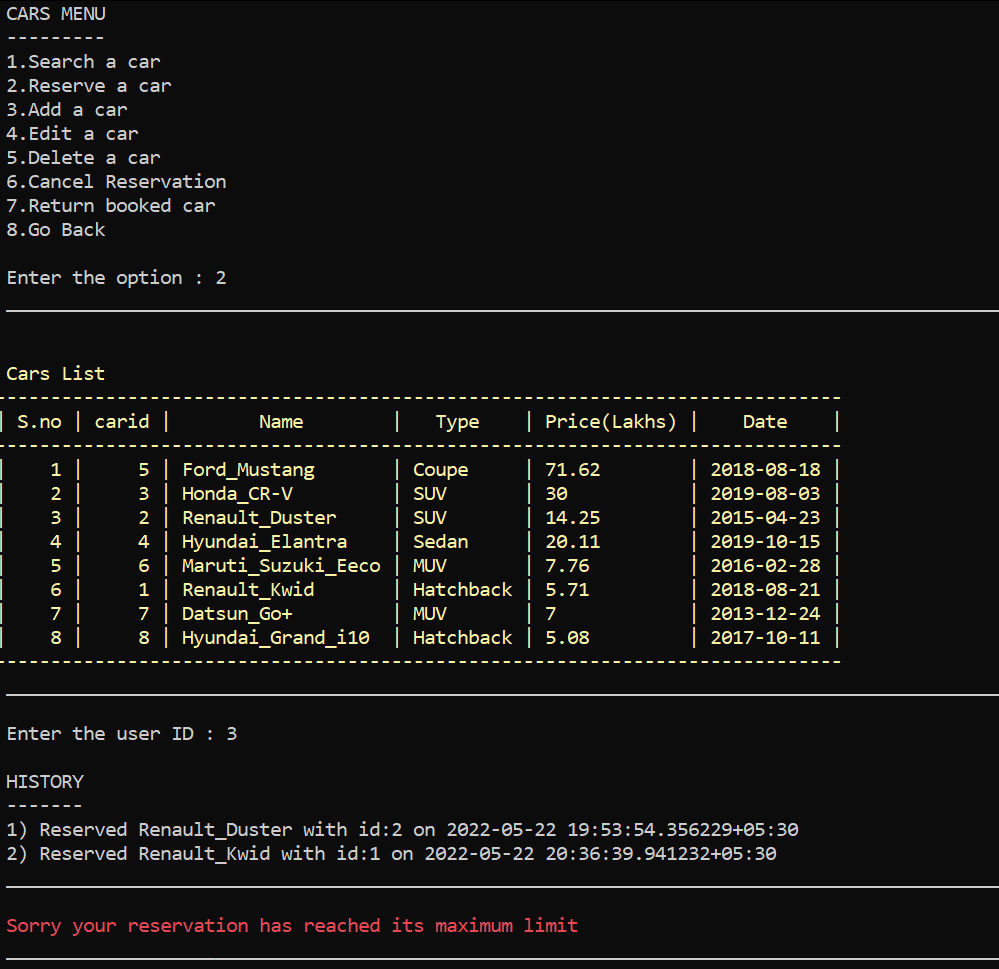 CARS MENU
---------
1.Search a car
2.Reserve a car
3.Add a car
4.Edit a car
5.Delete a car
6.Cancel Reservation
7.Return booked car
8.Go Back
Enter the option : 2
Cars List
| S.no | carid | Name | Type | Price(Lakhs) | Date |
| 1 | 5 | Ford_Mustang | Coupe | 71.62 | 2018-08-18 |
| 2 | 3 | Honda_CR-V | SUV | 30 | 2019-08-03 |
| 3 | 2 | Renault_Duster | SUV | 14.25 | 2015-04-23 |
| 4 | 4 | Hyundai_Elantra | Sedan | 20.11 | 2019-10-15 |
| 5 | 6 | Maruti_Suzuki_Eeco | MUV | 7.76 | 2016-02-28 |
| 6 | 1 | Renault_Kwid | Hatchback | 5.71 | 2018-08-21 |
| 7 | 7 | Datsun_Go+ | MUV | 7 | 2013-12-24 |
| 8 | 8 | Hyundai_Grand_i10 | Hatchback | 5.08 | 2017-10-11 |
Enter the user ID : 3
HISTORY
-------
1) Reserved Renault_Duster with id:2 on 2022-05-22 19:53:54.356229+05:30
2) Reserved Renault_Kwid with id:1 on 2022-05-22 20:36:39.941232+05:30
Sorry your reservation has reached its maximum limit